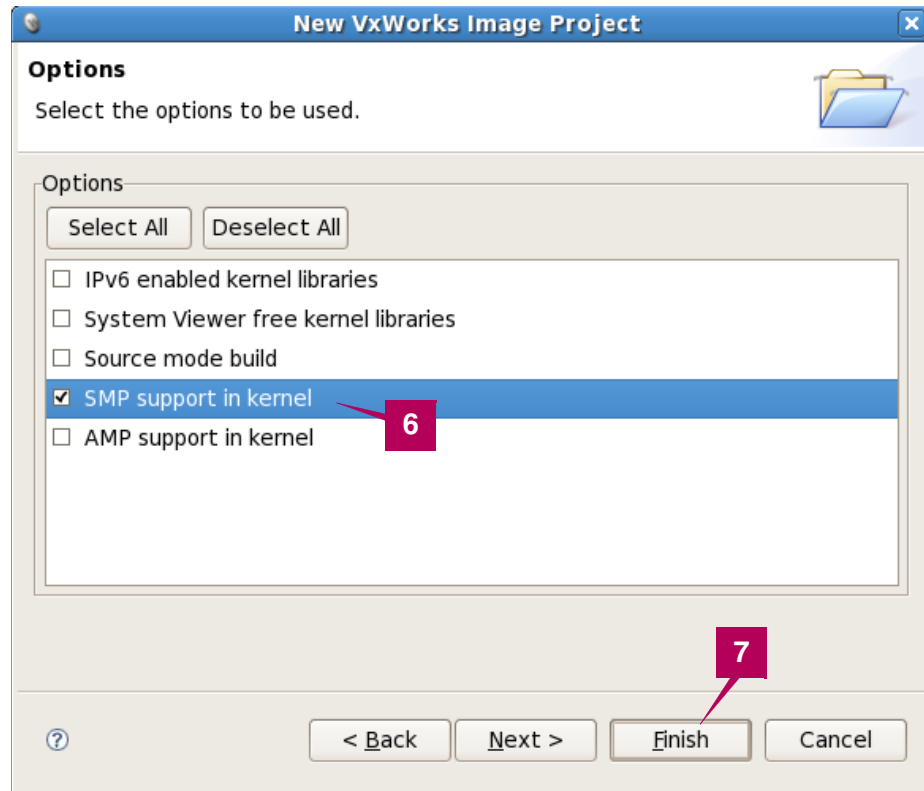 New VxWorks Image Project
Options
Select the options to be used.
Options
Select All Deselect All
IPv6 enabled kernel libraries
System Viewer free kernel libraries
Source mode build
SMP support in kernel
6
AMP support in kernel
7
? < Back Next > Finish Cancel